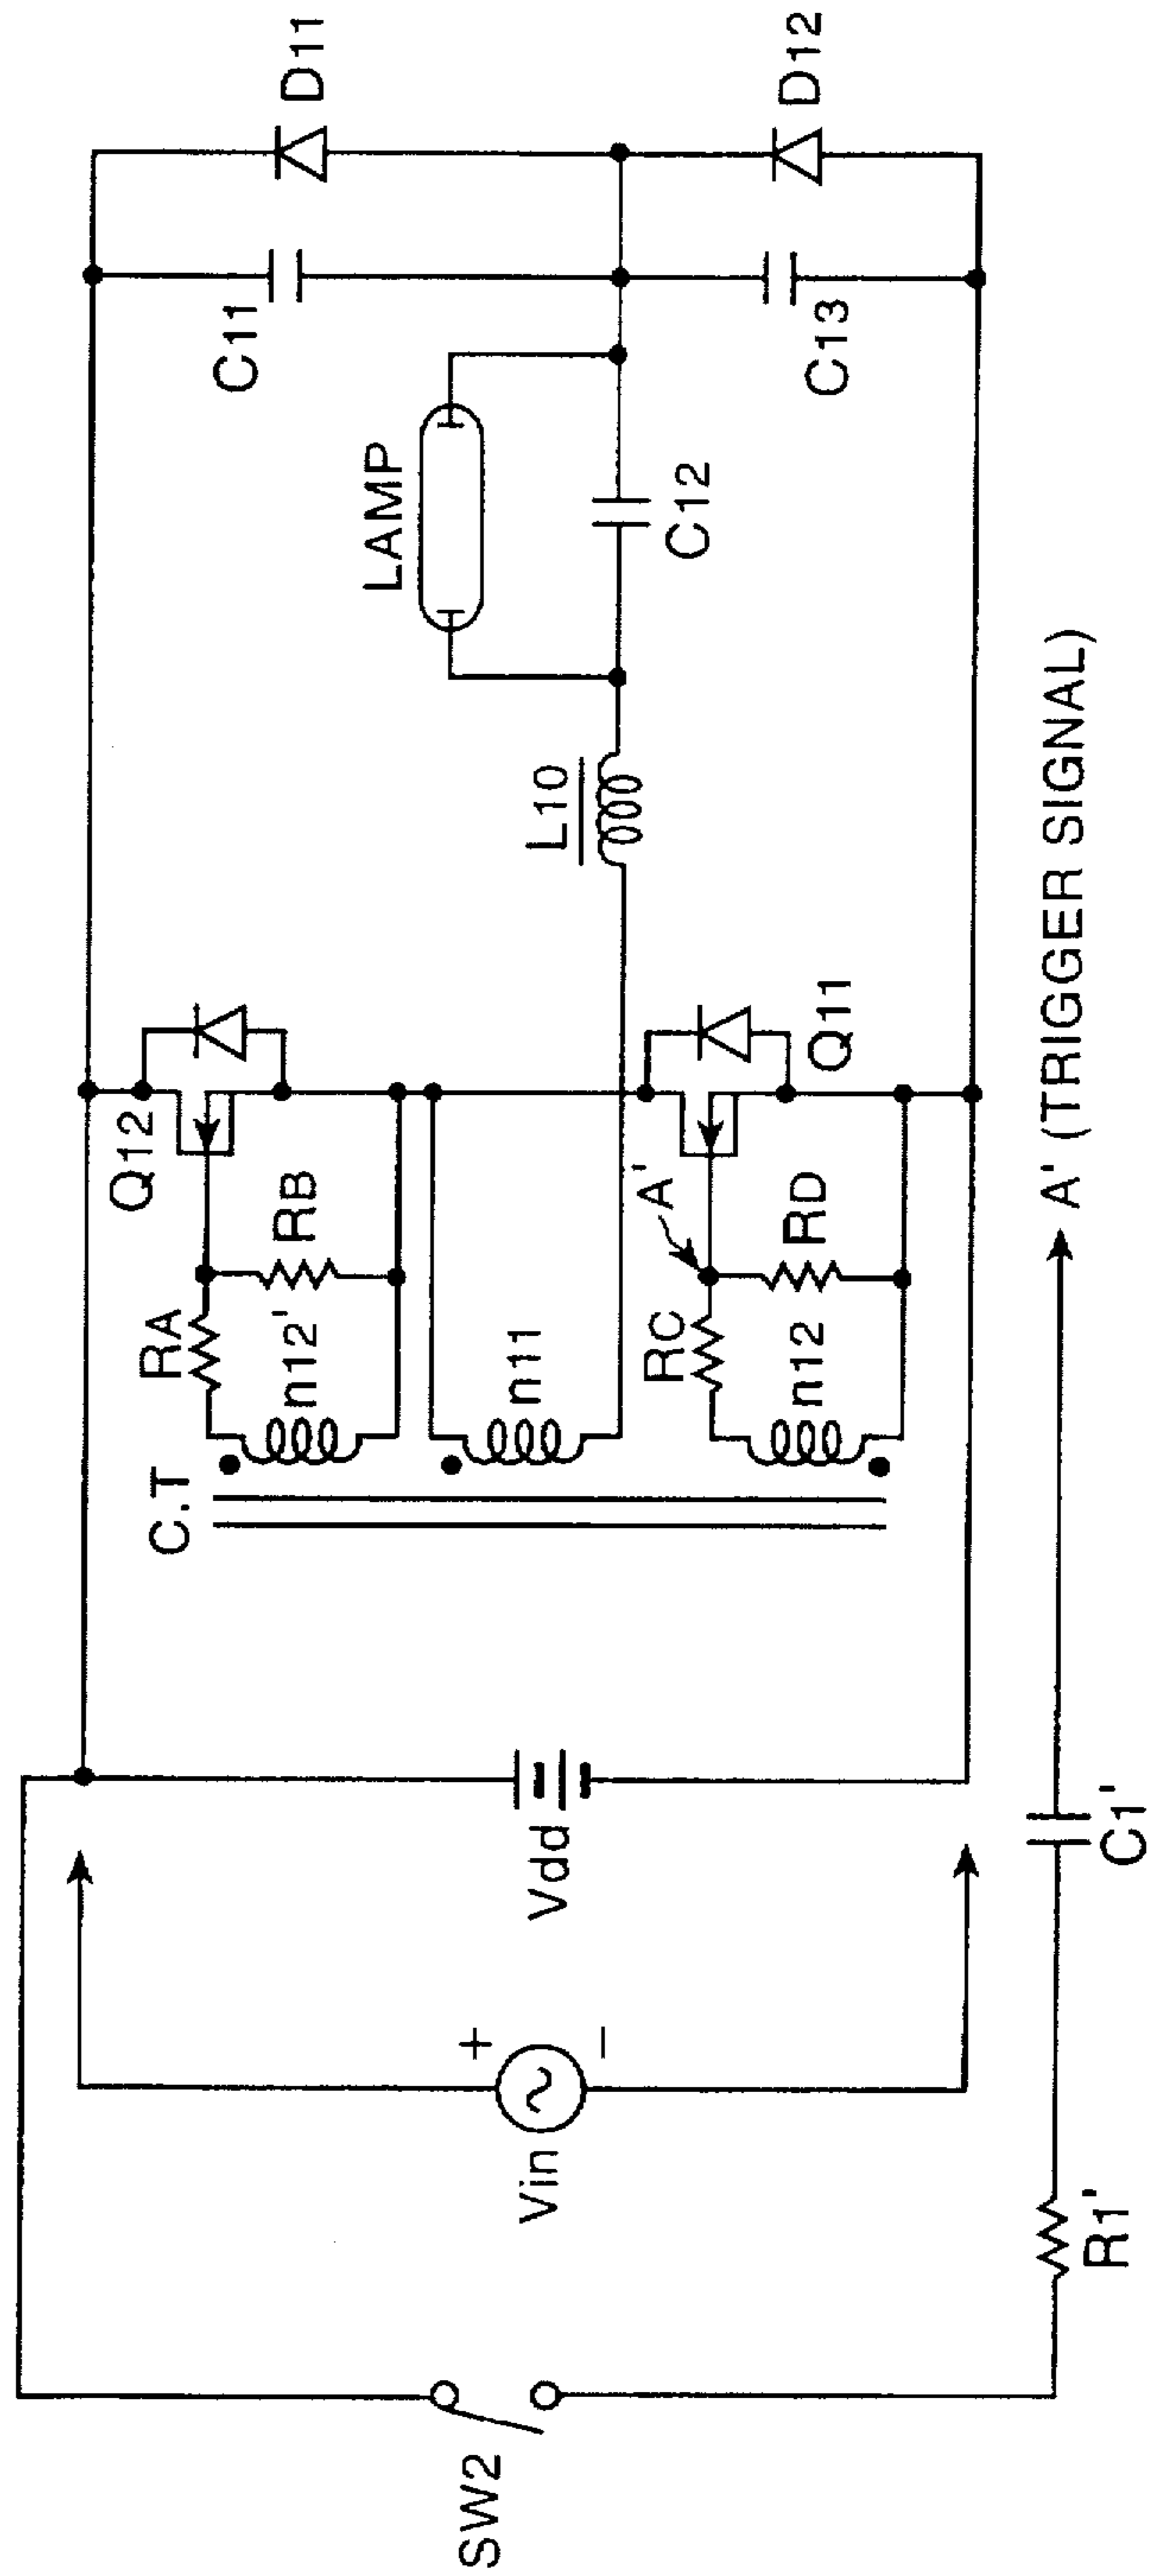 D11
D12
C11
C13
LAMP
C12
L10
Q12
Q11
RB
A'
RD
RA
n12'
n11
RC
n12
C.T
A' (TRIGGER SIGNAL)
Vdd
C1'
+
−
Vin
R1'
SW2